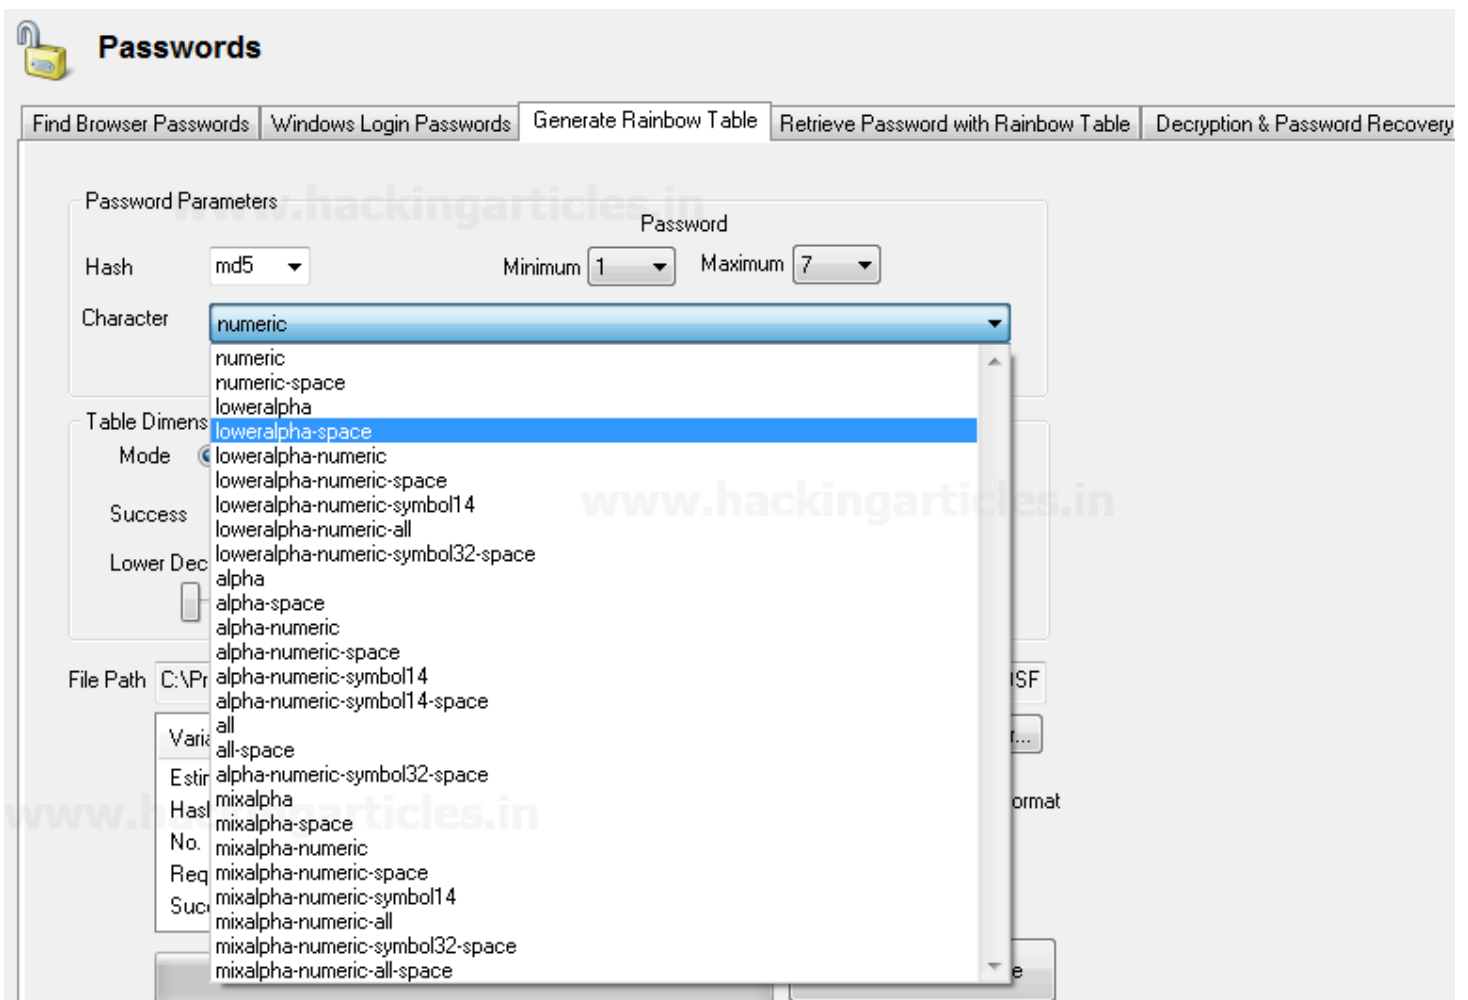 Passwords
Find Browser Passwords Windows Login Passwords Generate Rainbow Table Retrieve Password with Rainbow Table Decryption & Password Recovery
www.hackingarticles.in
Password Parameters
Password
Hash md5 Minimum 1 Maximum 7
Character numeric
numeric
numeric-space
loweralpha
loweralpha-space
loweralpha-numeric
loweralpha-numeric-space
loweralpha-numeric-symbol14
loweralpha-numeric-all
loweralpha-numeric-symbol32-space
alpha
alpha-space
alpha-numeric
alpha-numeric-space
alpha-numeric-symbol14
alpha-numeric-symbol14-space
all
all-space
alpha-numeric-symbol32-space
mixalpha
mixalpha-space
mixalpha-numeric
mixalpha-numeric-space
mixalpha-numeric-symbol14
mixalpha-numeric-all
mixalpha-numeric-symbol32-space
mixalpha-numeric-all-space
Table Dimens
Mode
www.hackingarticles.in
Success
Lower Dec
File Path C:\Pr
Varia
Estin
www.hackingarticles.in
No.
Req